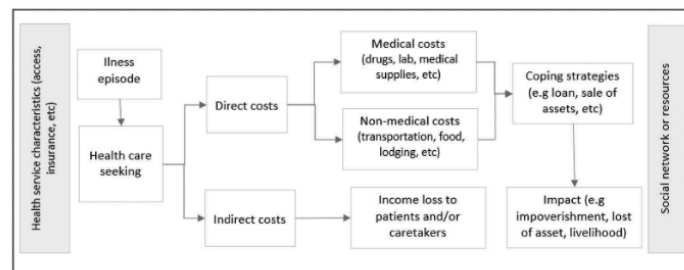 Health service characteristics (access,
insurance, etc)
Illness
episode
Health care
seeking
Direct costs
Indirect costs
Medical costs
(drugs, lab, medical
supplies, etc)
Non-medical costs
(transportation, food,
lodging, etc)
Income loss to
patients and/or
caretakers
Coping strategies
(e.g loan, sale of
assets, etc)
Impact (e.g
impoverishment, lost
of asset, livelihood)
Social network or resources